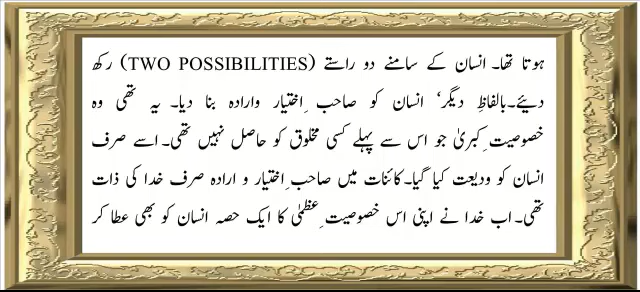 ہوتا تھا۔ انسان کے سامنے دو راستے (TWO POSSIBILITIES) رکھ
دیئے۔بالفاظِ دیگر‘ انسان کو صاحب ِاختیار وارادہ بنا دیا۔ یہ تھی وہ
خصوصیت ِکبریٰ جو اس سے پہلے کسی مخلوق کو حاصل نہیں تھی۔ اسے صرف
انسان کو ودیعت کیا گیا۔کائنات میں صاحب ِاختیار و ارادہ صرف خدا کی ذات
تھی۔ اب خدا نے اپنی اس خصوصیت ِعظمٰی کا ایک حصہ انسان کو بھی عطا کر